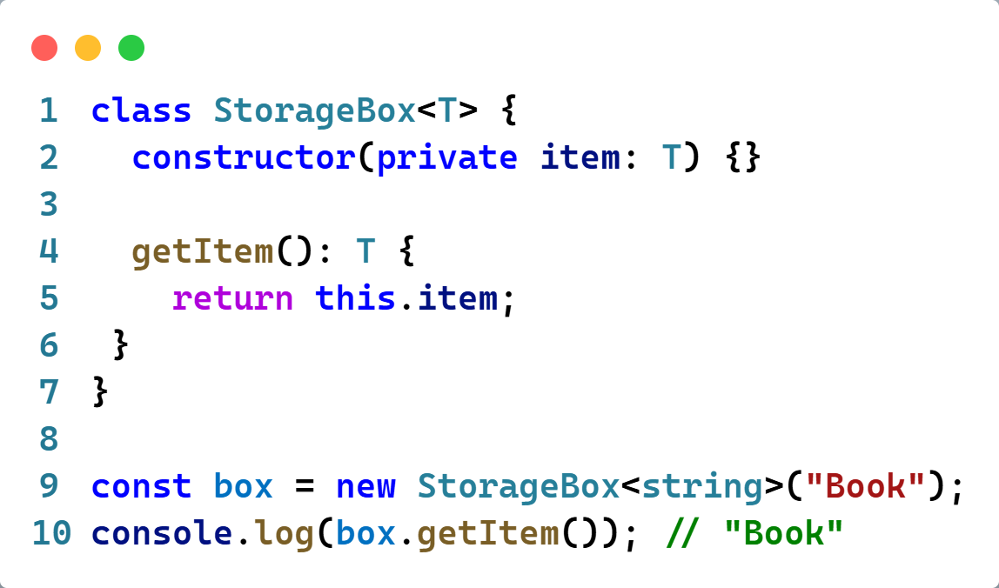 1 class StorageBox<T> {
2   constructor(private item: T) {}
3
4   getItem(): T {
5     return this.item;
6  }
7 }
8
9 const box = new StorageBox<string>("Book");
10 console.log(box.getItem()); // "Book"